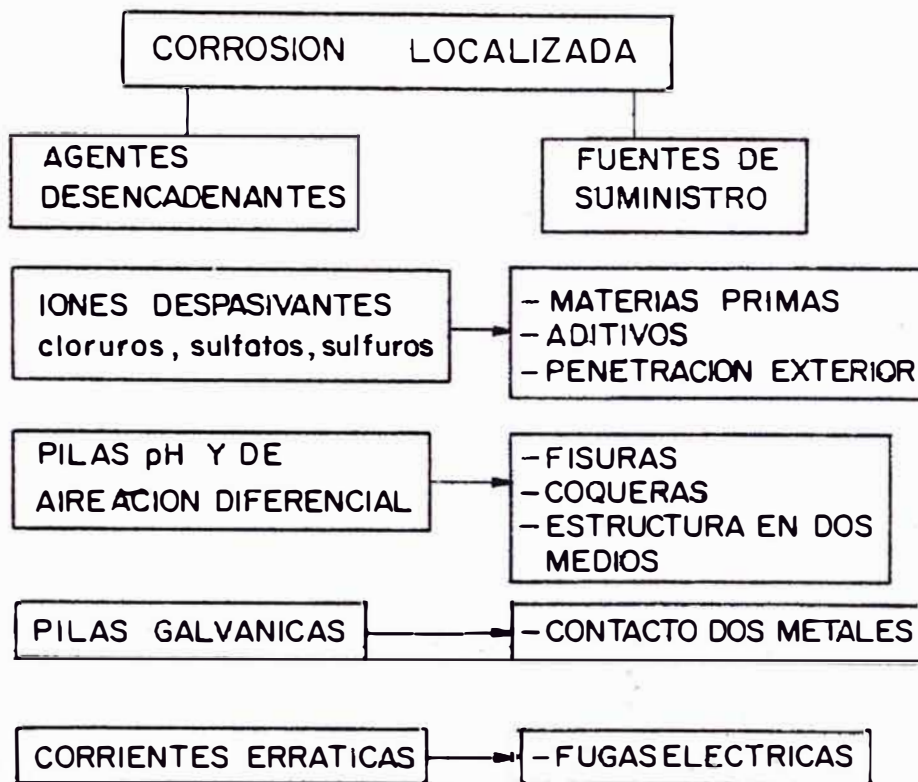 CORROSION LOCALIZADA
AGENTES
DESENCADENANTES
FUENTES DE
SUMINISTRO
IONES DESPASIVANTES
cloruros, sulfatos, sulfuros
- MATERIAS PRIMAS
- ADITIVOS
- PENETRACION EXTERIOR
PILAS pH Y DE
AIREACION DIFERENCIAL
- FISURAS
- COQUERAS
- ESTRUCTURA EN DOS
MEDIOS
PILAS GALVANICAS
- CONTACTO DOS METALES
CORRIENTES ERRATICAS
- FUGAS ELECTRICAS